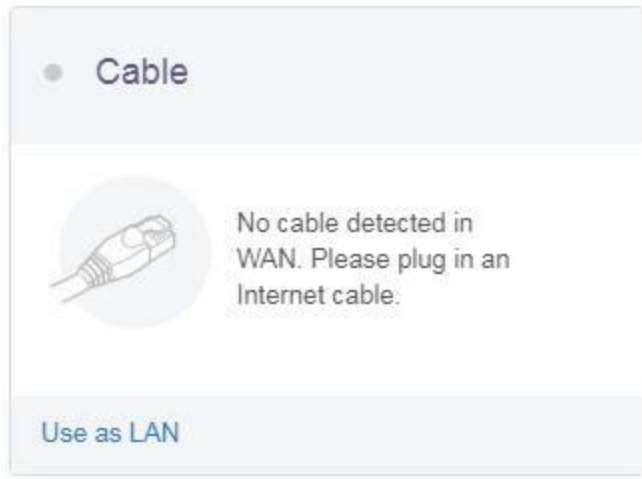 Cable
No cable detected in
WAN. Please plug in an
Internet cable.
Use as LAN